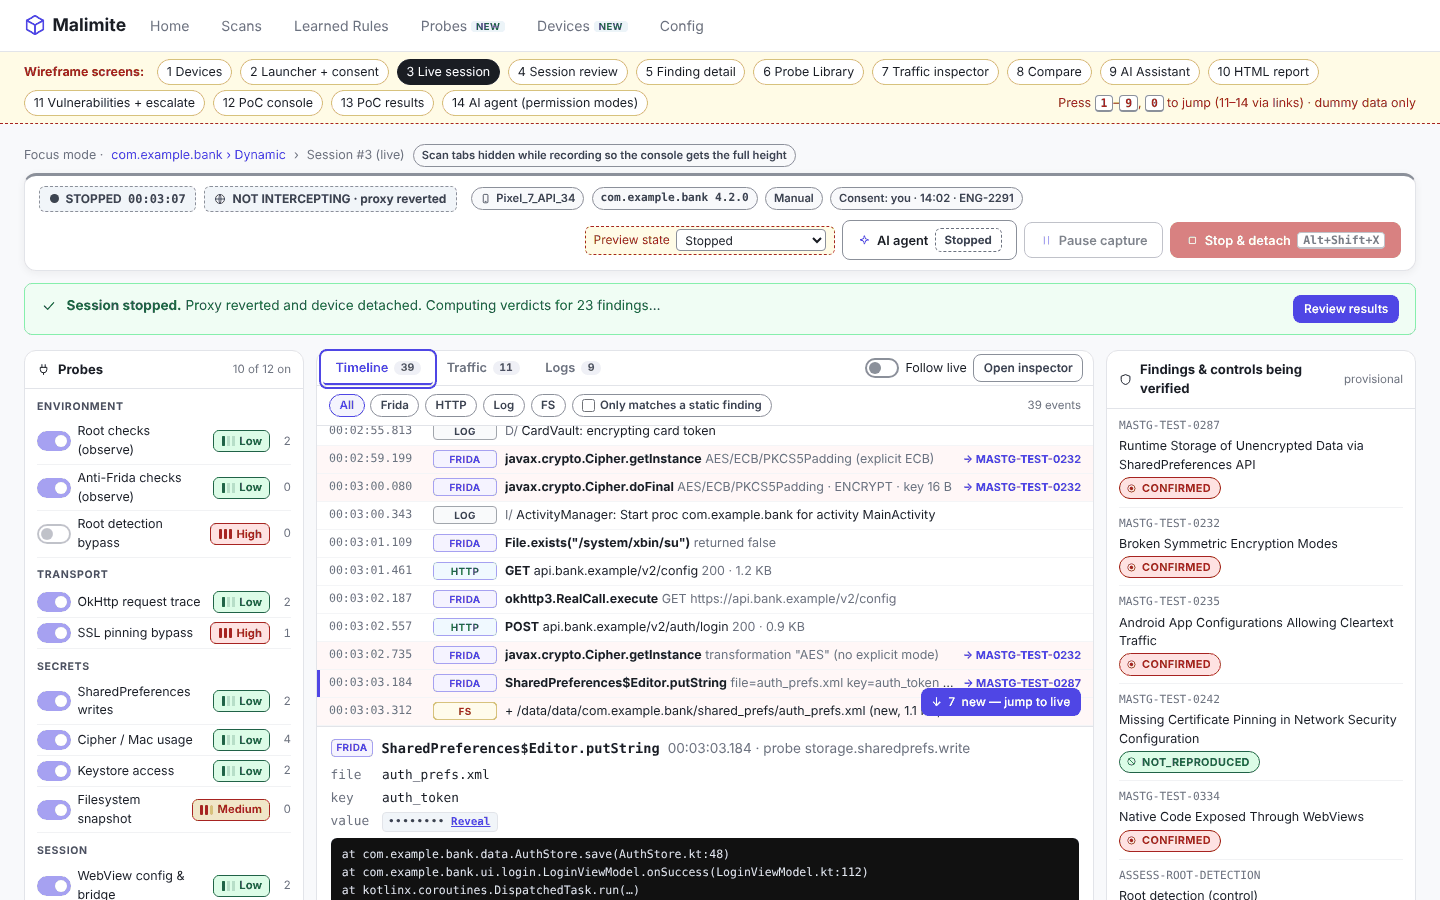 Malimite
Home
Scans
Learned Rules
Probes NEW
Devices NEW
Config
Wireframe screens:
1 Devices
2 Launcher + consent
3 Live session
4 Session review
5 Finding detail
6 Probe Library
7 Traffic inspector
8 Compare
9 AI Assistant
10 HTML report
11 Vulnerabilities + escalate
12 PoC console
13 PoC results
14 AI agent (permission modes)
Press 1–9, 0 to jump (11–14 via links) · dummy data only
Focus mode · com.example.bank › Dynamic › Session #3 (live)
Scan tabs hidden while recording so the console gets the full height
STOPPED 00:03:07
NOT INTERCEPTING · proxy reverted
Pixel_7_API_34
com.example.bank 4.2.0
Manual
Consent: you · 14:02 · ENG-2291
Preview state Stopped
AI agent Stopped
Pause capture
Stop & detach Alt+Shift+X
Session stopped. Proxy reverted and device detached. Computing verdicts for 23 findings…
Review results
Probes
10 of 12 on
ENVIRONMENT
Root checks (observe) Low 2
Anti-Frida checks (observe) Low 0
Root detection bypass High 0
TRANSPORT
OkHttp request trace Low 2
SSL pinning bypass High 1
SECRETS
SharedPreferences writes Low 2
Cipher / Mac usage Low 4
Keystore access Low 2
Filesystem snapshot Medium 0
SESSION
WebView config & bridge Low 2
Timeline 39
Traffic 11
Logs 9
Follow live
Open inspector
All
Frida
HTTP
Log
FS
Only matches a static finding
39 events
00:02:55.813 LOG D/ CardVault: encrypting card token
00:02:59.199 FRIDA javax.crypto.Cipher.getInstance AES/ECB/PKCS5Padding (explicit ECB) → MASTG-TEST-0232
00:03:00.080 FRIDA javax.crypto.Cipher.doFinal AES/ECB/PKCS5Padding · ENCRYPT · key 16 B → MASTG-TEST-0232
00:03:00.343 LOG I/ ActivityManager: Start proc com.example.bank for activity MainActivity
00:03:01.109 FRIDA File.exists("/system/xbin/su") returned false
00:03:01.461 HTTP GET api.bank.example/v2/config 200 · 1.2 KB
00:03:02.187 FRIDA okhttp3.RealCall.execute GET https://api.bank.example/v2/config
00:03:02.557 HTTP POST api.bank.example/v2/auth/login 200 · 0.9 KB
00:03:02.735 FRIDA javax.crypto.Cipher.getInstance transformation "AES" (no explicit mode) → MASTG-TEST-0232
00:03:03.184 FRIDA SharedPreferences$Editor.putString file=auth_prefs.xml key=auth_token … → MASTG-TEST-0287
00:03:03.312 FS + /data/data/com.example.bank/shared_prefs/auth_prefs.xml (new, 1.1
↓ 7 new — jump to live
FRIDA SharedPreferences$Editor.putString 00:03:03.184 · probe storage.sharedprefs.write
file auth_prefs.xml
key auth_token
value •••••••• Reveal
at com.example.bank.data.AuthStore.save(AuthStore.kt:48)
at com.example.bank.ui.login.LoginViewModel.onSuccess(LoginViewModel.kt:112)
at kotlinx.coroutines.DispatchedTask.run(…)
Findings & controls being verified
provisional
MASTG-TEST-0287
Runtime Storage of Unencrypted Data via
SharedPreferences API
CONFIRMED
MASTG-TEST-0232
Broken Symmetric Encryption Modes
CONFIRMED
MASTG-TEST-0235
Android App Configurations Allowing Cleartext
Traffic
CONFIRMED
MASTG-TEST-0242
Missing Certificate Pinning in Network Security
Configuration
NOT_REPRODUCED
MASTG-TEST-0334
Native Code Exposed Through WebViews
CONFIRMED
ASSESS-ROOT-DETECTION
Root detection (control)